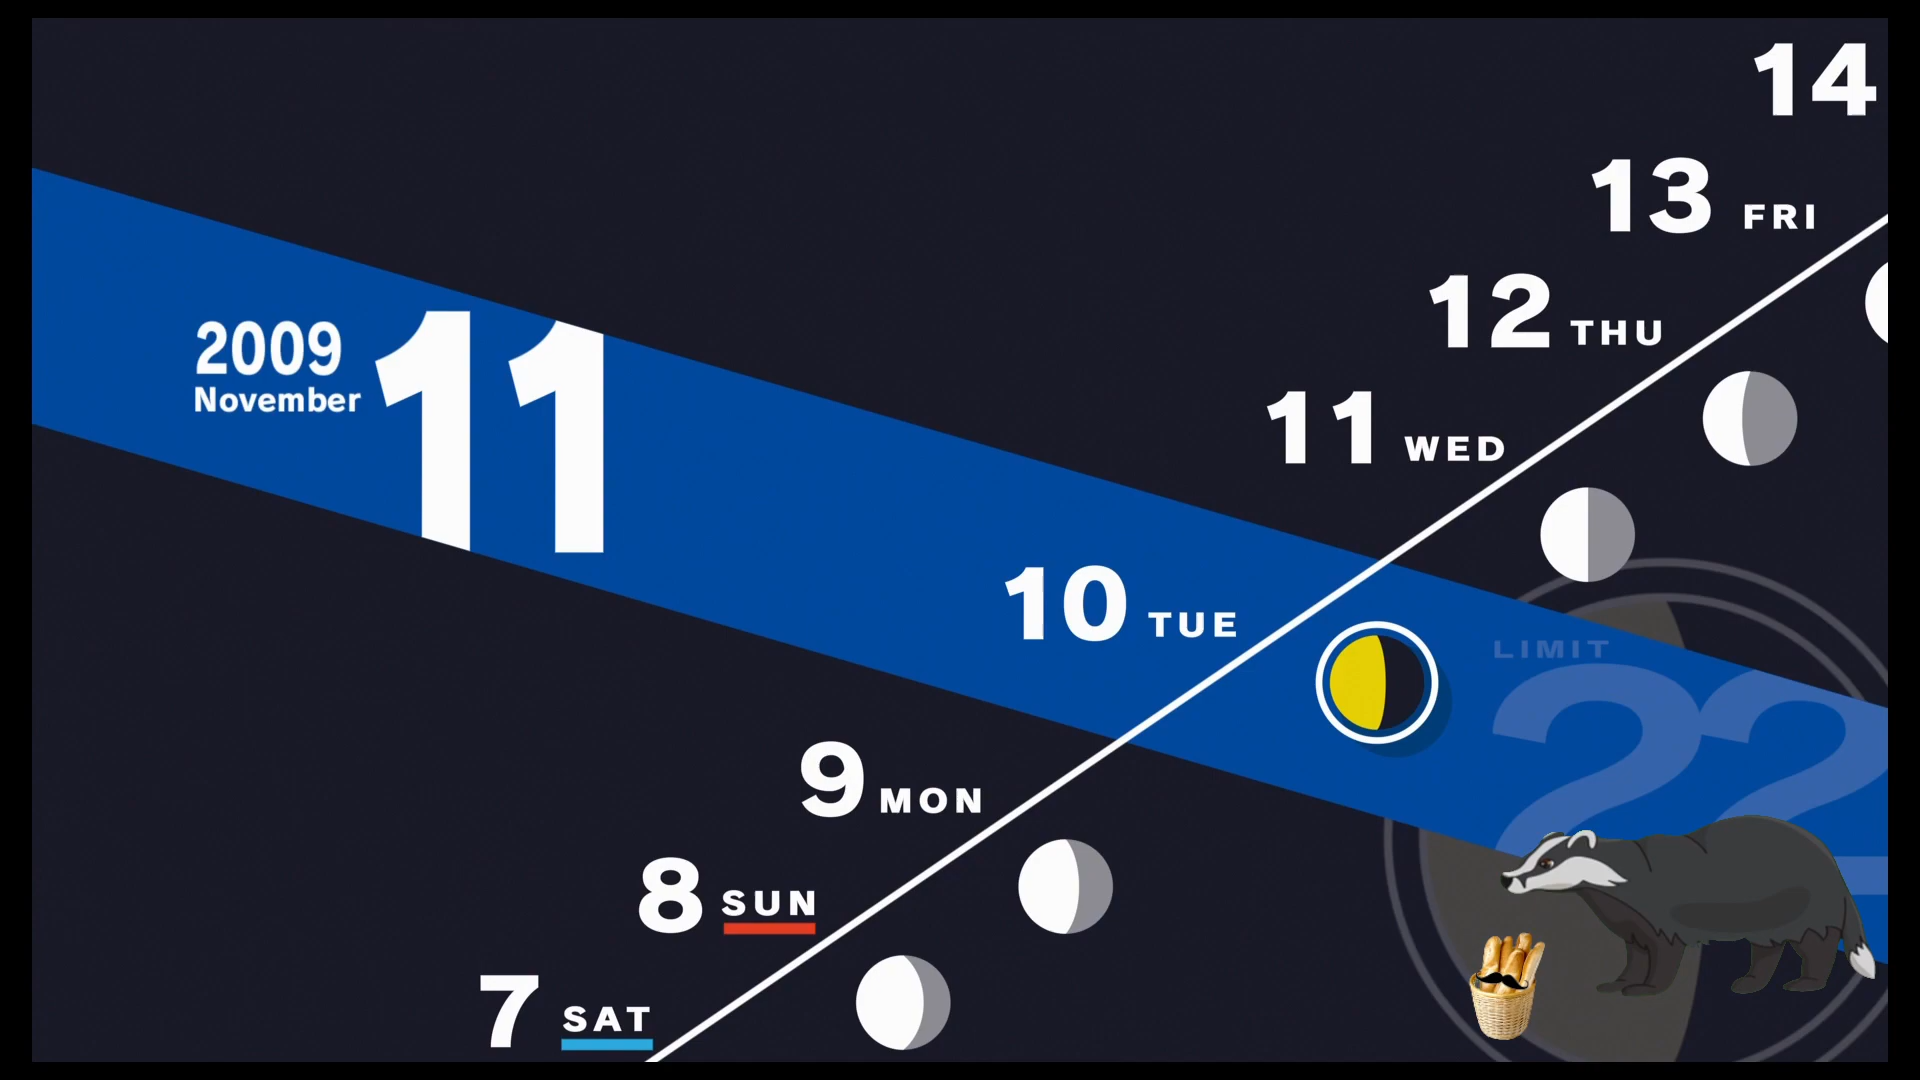 2009
November
11
14
13 FRI
12 THU
11 WED
10 TUE
LIMIT
22
9 MON
8 SUN
7 SAT